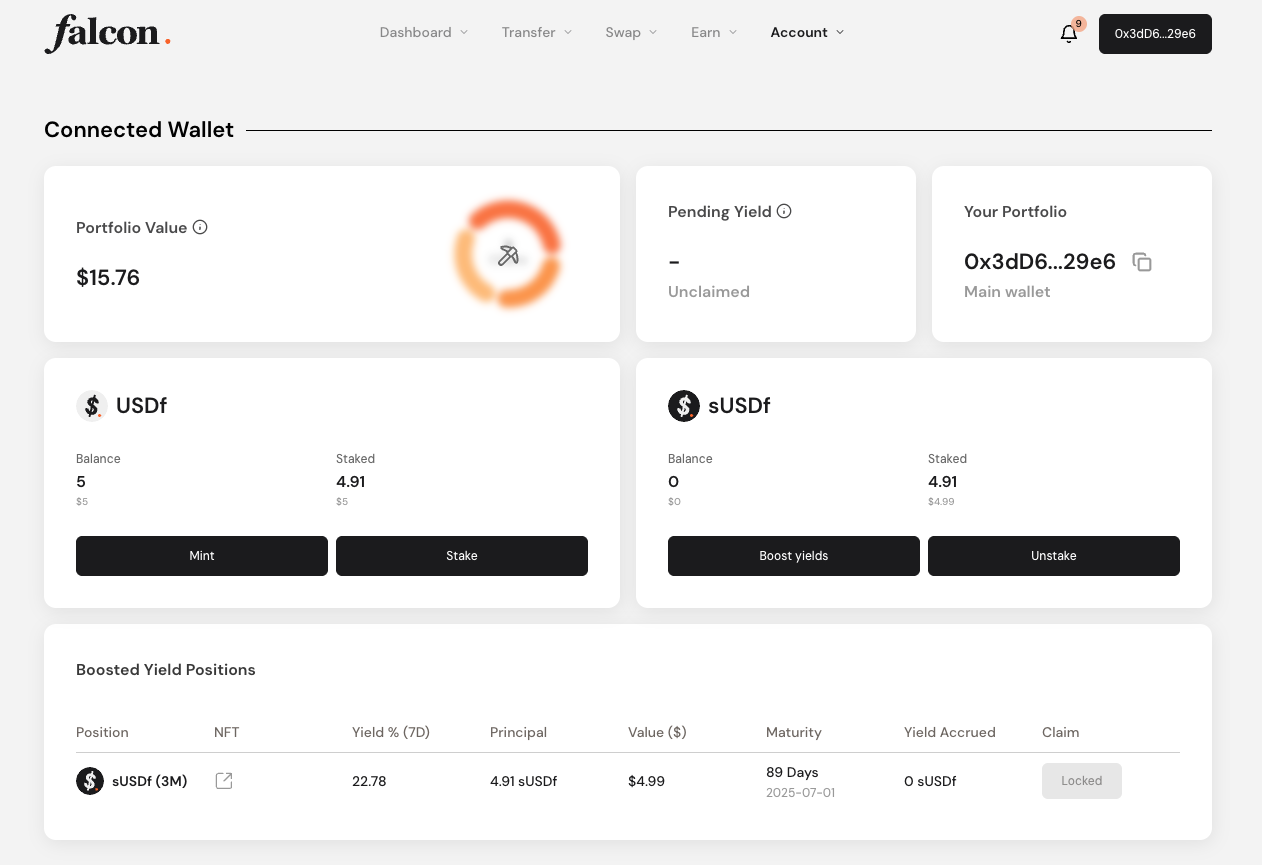 falcon.
Dashboard Transfer Swap Earn Account
9
0x3dD6...29e6
Connected Wallet
Portfolio Value
$15.76
Pending Yield
-
Unclaimed
Your Portfolio
0x3dD6...29e6
Main wallet
$ USDf
Balance Staked
5 4.91
$5 $5
Mint Stake
$ sUSDf
Balance Staked
0 4.91
$0 $4.99
Boost yields Unstake
Boosted Yield Positions
Position NFT Yield % (7D) Principal Value ($) Maturity Yield Accrued Claim
$ sUSDf (3M) 22.78 4.91 sUSDf $4.99 89 Days 0 sUSDf Locked
2025-07-01